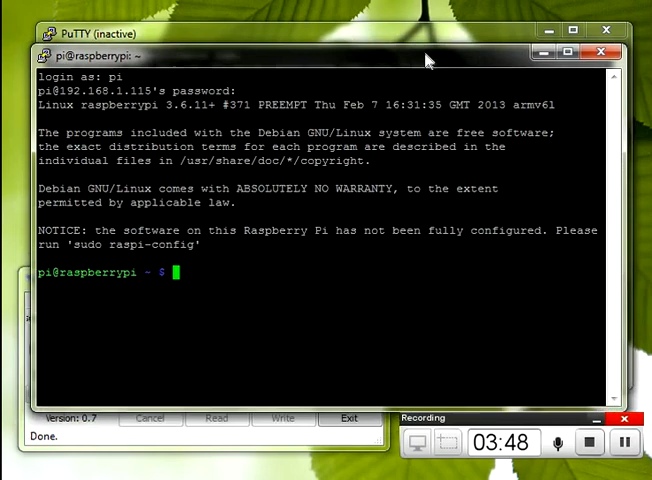 PuTTY (inactive)
pi@raspberrypi: ~
login as: pi
pi@192.168.1.115's password:
Linux raspberrypi 3.6.11+ #371 PREEMPT Thu Feb 7 16:31:35 GMT 2013 armv6l
The programs included with the Debian GNU/Linux system are free software;
the exact distribution terms for each program are described in the
individual files in /usr/share/doc/*/copyright.
Debian GNU/Linux comes with ABSOLUTELY NO WARRANTY, to the extent
permitted by applicable law.
NOTICE: the software on this Raspberry Pi has not been fully configured. Please
run 'sudo raspi-config'
pi@raspberrypi ~ $
Version: 0.7 Cancel Read Write Exit
Done.
Recording
03:48